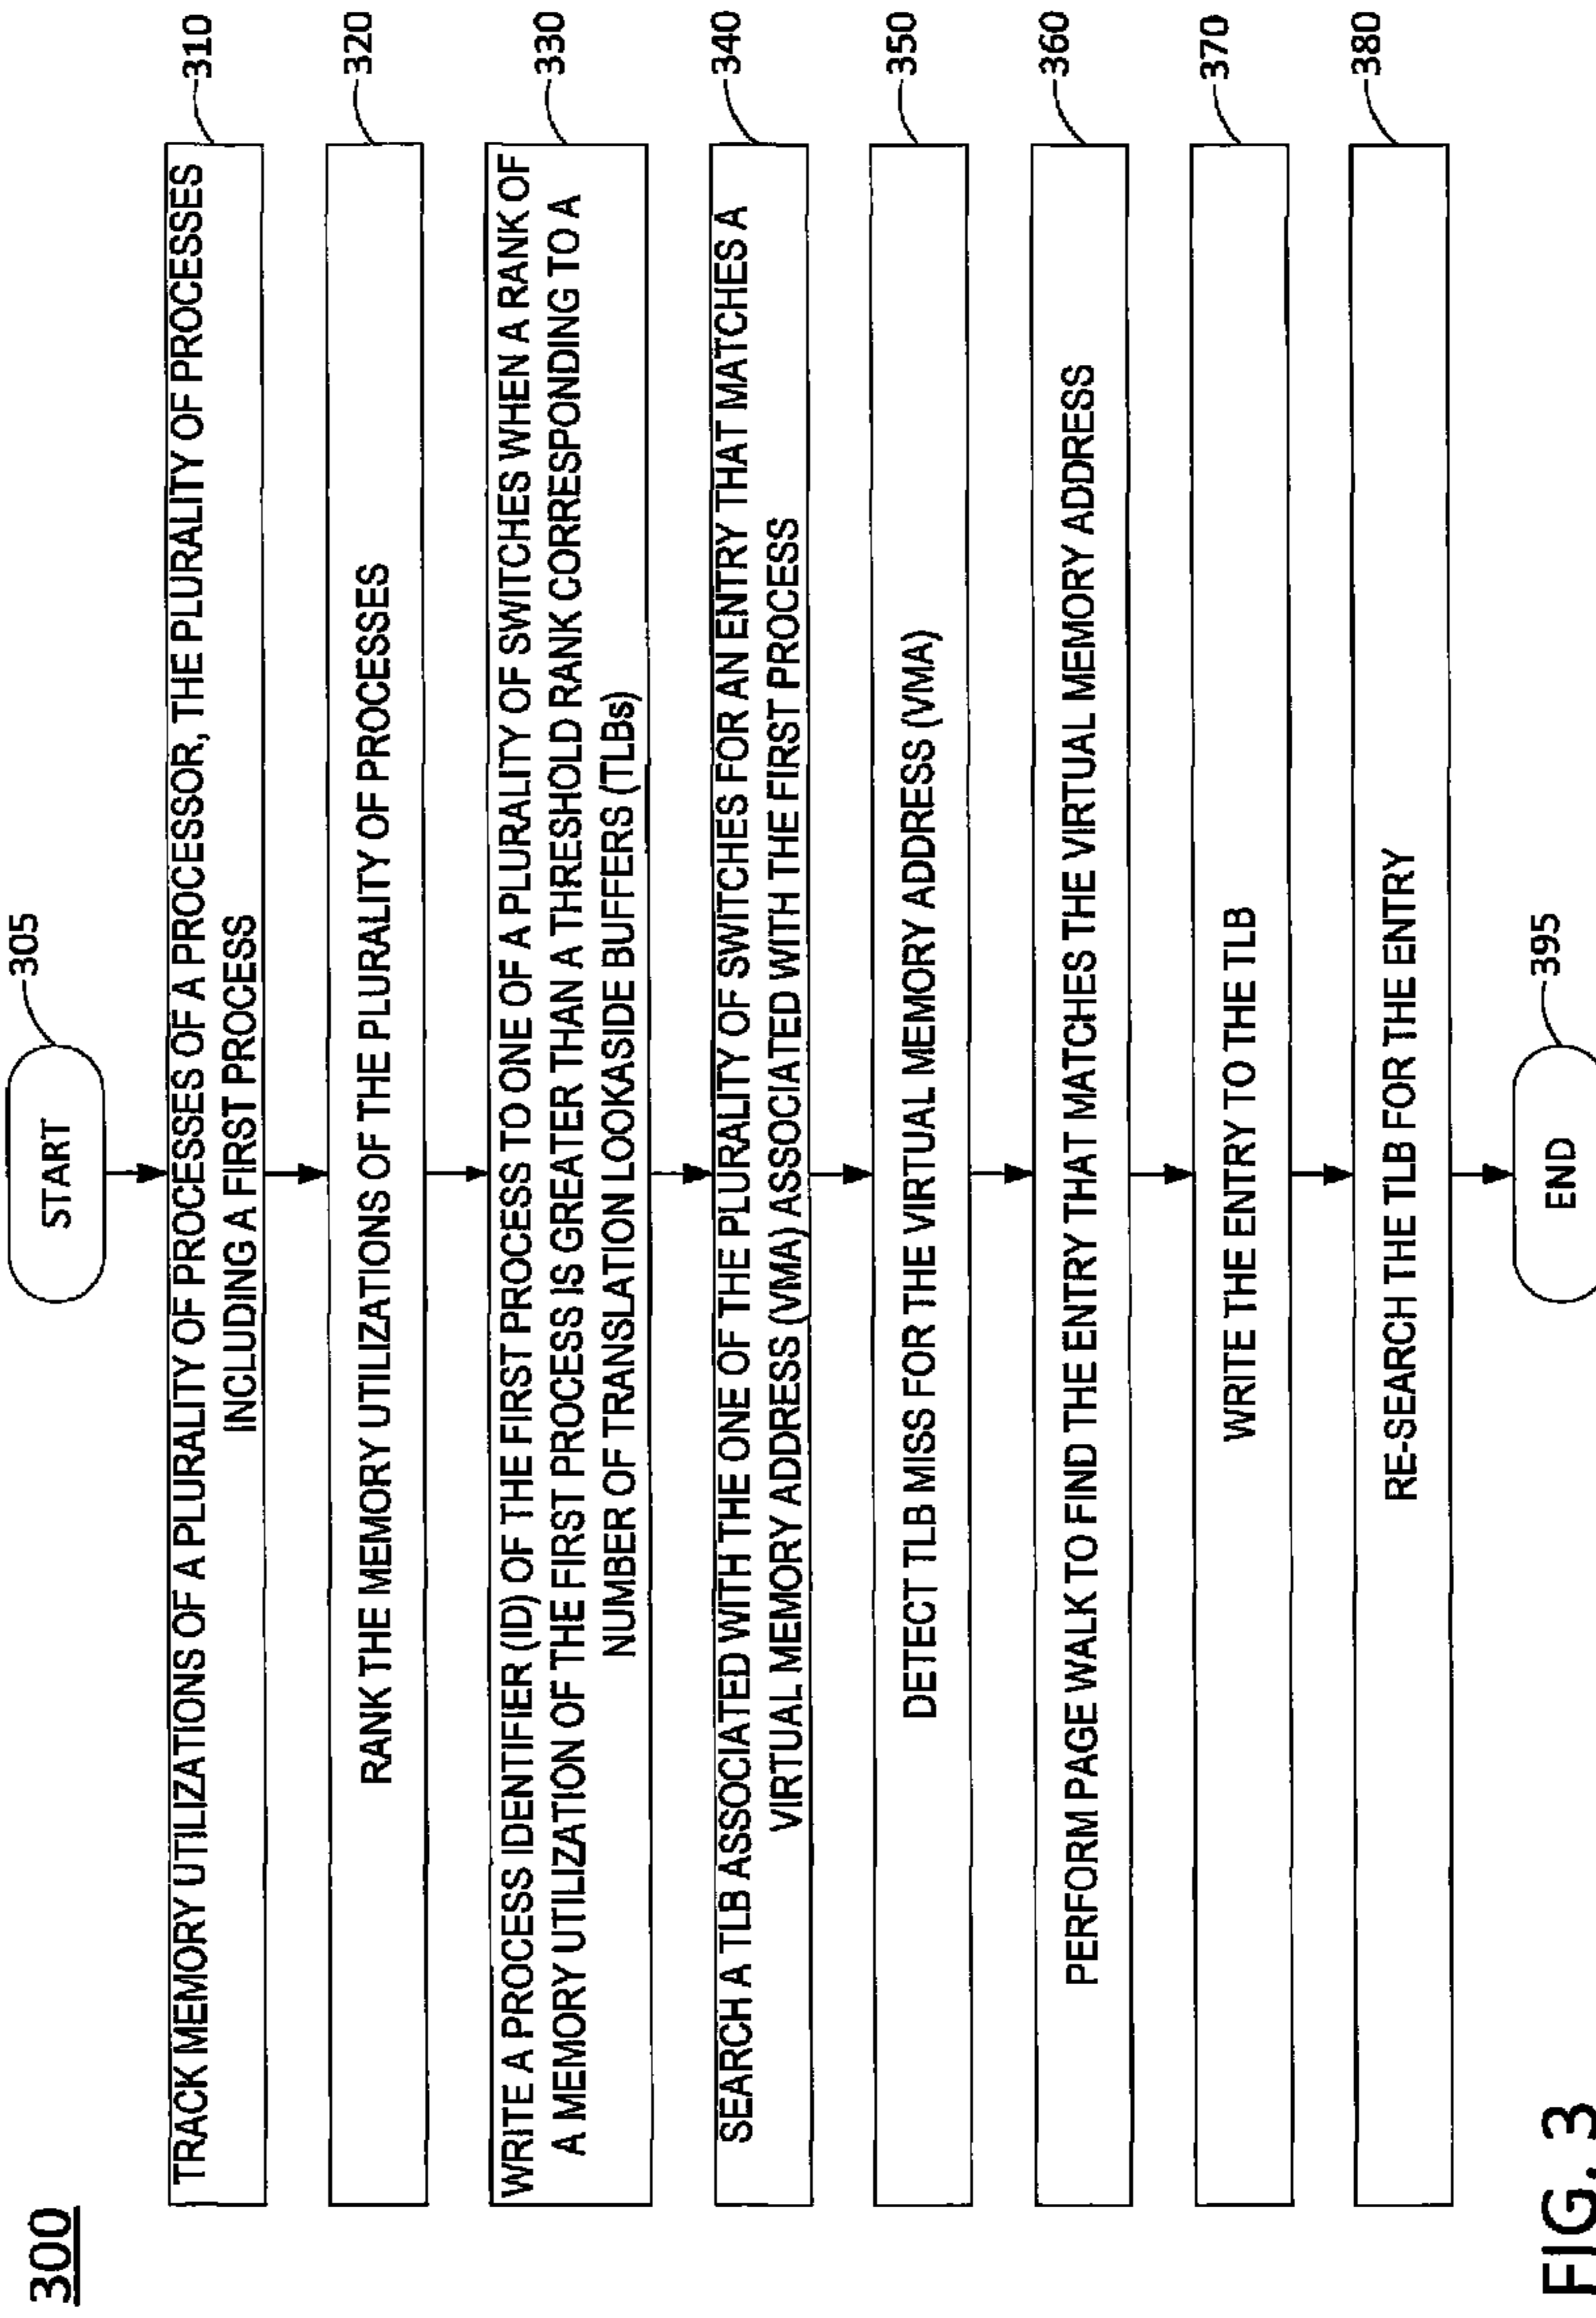 300
START
305
TRACK MEMORY UTILIZATIONS OF A PLURALITY OF PROCESSES OF A PROCESSOR, THE PLURALITY OF PROCESSES
INCLUDING A FIRST PROCESS
310
RANK THE MEMORY UTILIZATIONS OF THE PLURALITY OF PROCESSES
320
WRITE A PROCESS IDENTIFIER (ID) OF THE FIRST PROCESS TO ONE OF A PLURALITY OF SWITCHES WHEN A RANK OF
A MEMORY UTILIZATION OF THE FIRST PROCESS IS GREATER THAN A THRESHOLD RANK CORRESPONDING TO A
NUMBER OF TRANSLATION LOOKASIDE BUFFERS (TLBs)
330
SEARCH A TLB ASSOCIATED WITH THE ONE OF THE PLURALITY OF SWITCHES FOR AN ENTRY THAT MATCHES A
VIRTUAL MEMORY ADDRESS (VMA) ASSOCIATED WITH THE FIRST PROCESS
340
DETECT TLB MISS FOR THE VIRTUAL MEMORY ADDRESS (VMA)
350
PERFORM PAGE WALK TO FIND THE ENTRY THAT MATCHES THE VIRTUAL MEMORY ADDRESS
360
WRITE THE ENTRY TO THE TLB
370
RE-SEARCH THE TLB FOR THE ENTRY
380
END
395
FIG. 3